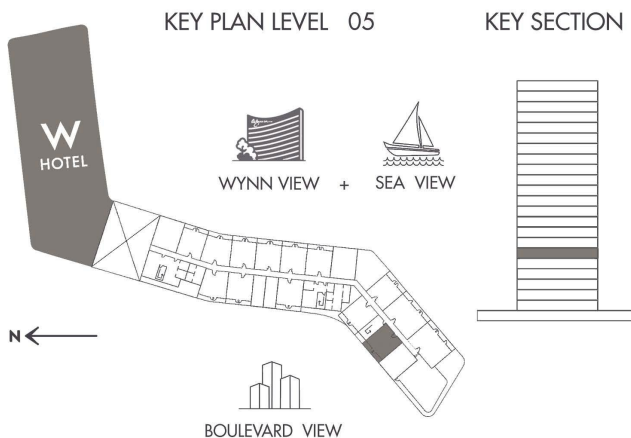 KEY PLAN LEVEL 05
KEY SECTION
W
HOTEL
WYNN VIEW + SEA VIEW
N
BOULEVARD VIEW